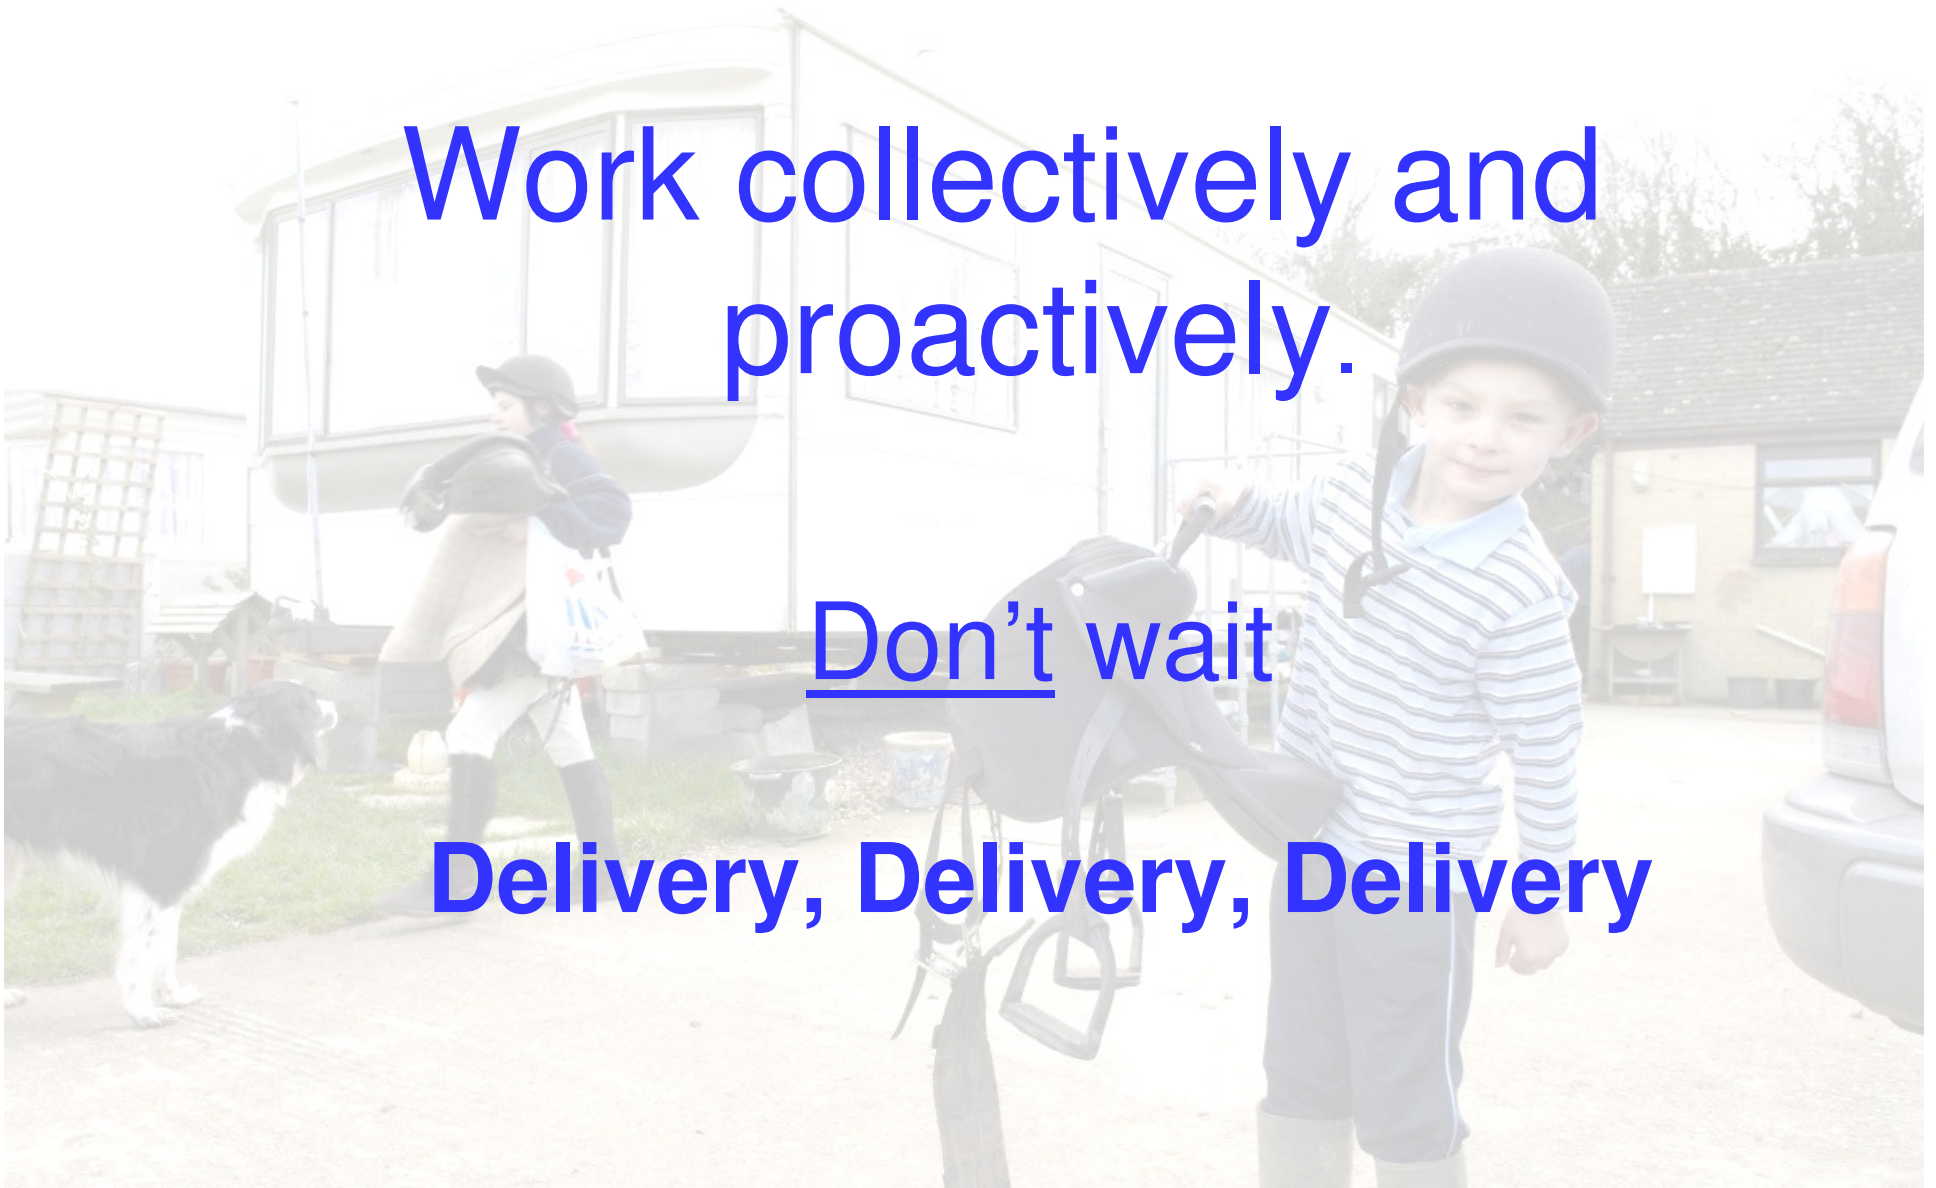 Work collectively and
proactively.
Don’t wait
Delivery, Delivery, Delivery